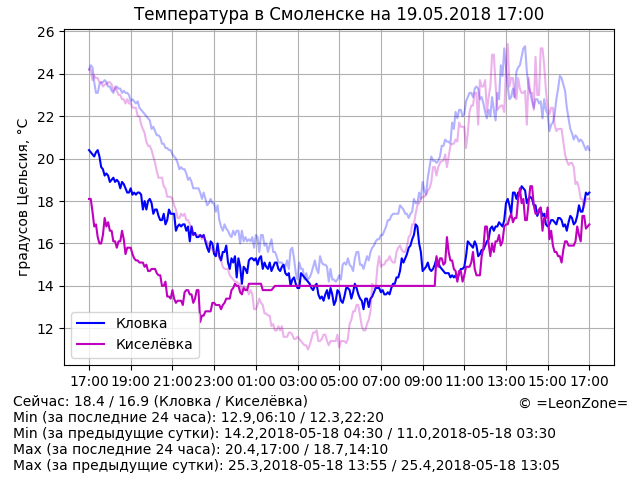 Температура в Смоленске на 19.05.2018 17:00
26
24
22
20
18
16
14
12
градусов Цельсия, °C
Кловка
Киселёвка
17:00 19:00 21:00 23:00 01:00 03:00 05:00 07:00 09:00 11:00 13:00 15:00 17:00
Сейчас: 18.4 / 16.9 (Кловка / Киселёвка)
© =LeonZone=
Min (за последние 24 часа): 12.9,06:10 / 12.3,22:20
Min (за предыдущие сутки): 14.2,2018-05-18 04:30 / 11.0,2018-05-18 03:30
Max (за последние 24 часа): 20.4,17:00 / 18.7,14:10
Max (за предыдущие сутки): 25.3,2018-05-18 13:55 / 25.4,2018-05-18 13:05